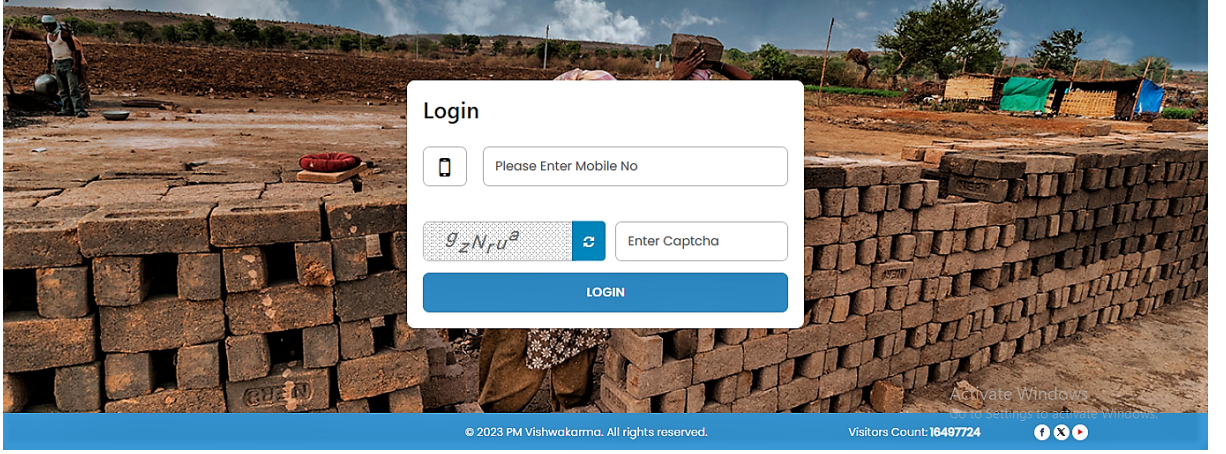 Login
Please Enter Mobile No
gzNrua Enter Captcha
LOGIN
Activate Windows
Go to Settings to activate Windows.
© 2023 PM Vishwakarma. All rights reserved. Visitors Count: 16497724